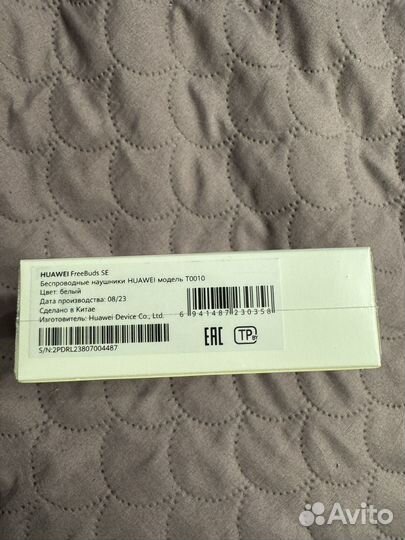 HUAWEI FreeBuds SE
Беспроводные наушники HUAWEI модель T0010
Цвет: белый
Дата производства: 08/23
Сделано в Китае
Изготовитель: Huawei Device Co., Ltd.
6 941487 230358
S/N:2PDRL23807004487
EAC
TP BY
Avito